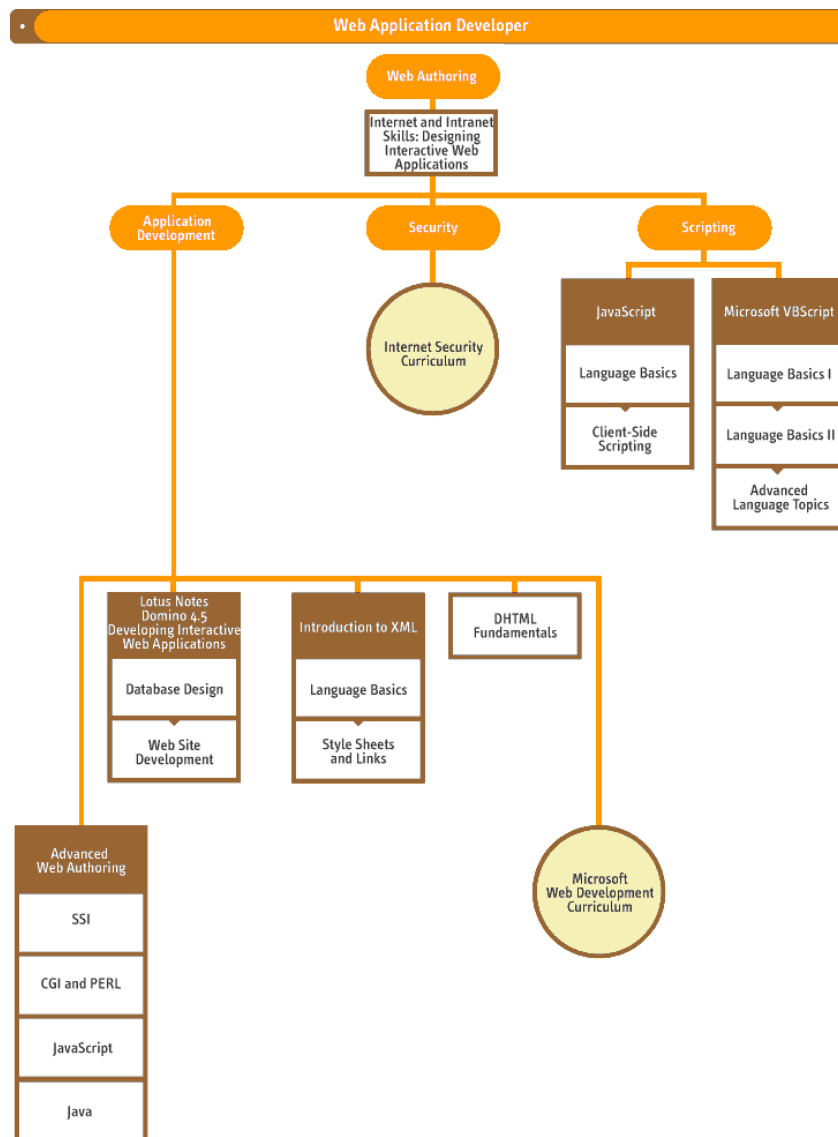 Web Application Developer
Web Authoring
Internet and Intranet
Skills: Designing
Interactive Web
Applications
Application
Development
Security
Scripting
Internet Security
Curriculum
JavaScript
Language Basics
Client-Side
Scripting
Microsoft VBScript
Language Basics I
Language Basics II
Advanced
Language Topics
Lotus Notes
Domino 4.5
Developing Interactive
Web Applications
Database Design
Web Site
Development
Introduction to XML
Language Basics
Style Sheets
and Links
DHTML
Fundamentals
Advanced
Web Authoring
SSI
CGI and PERL
JavaScript
Java
Microsoft
Web Development
Curriculum